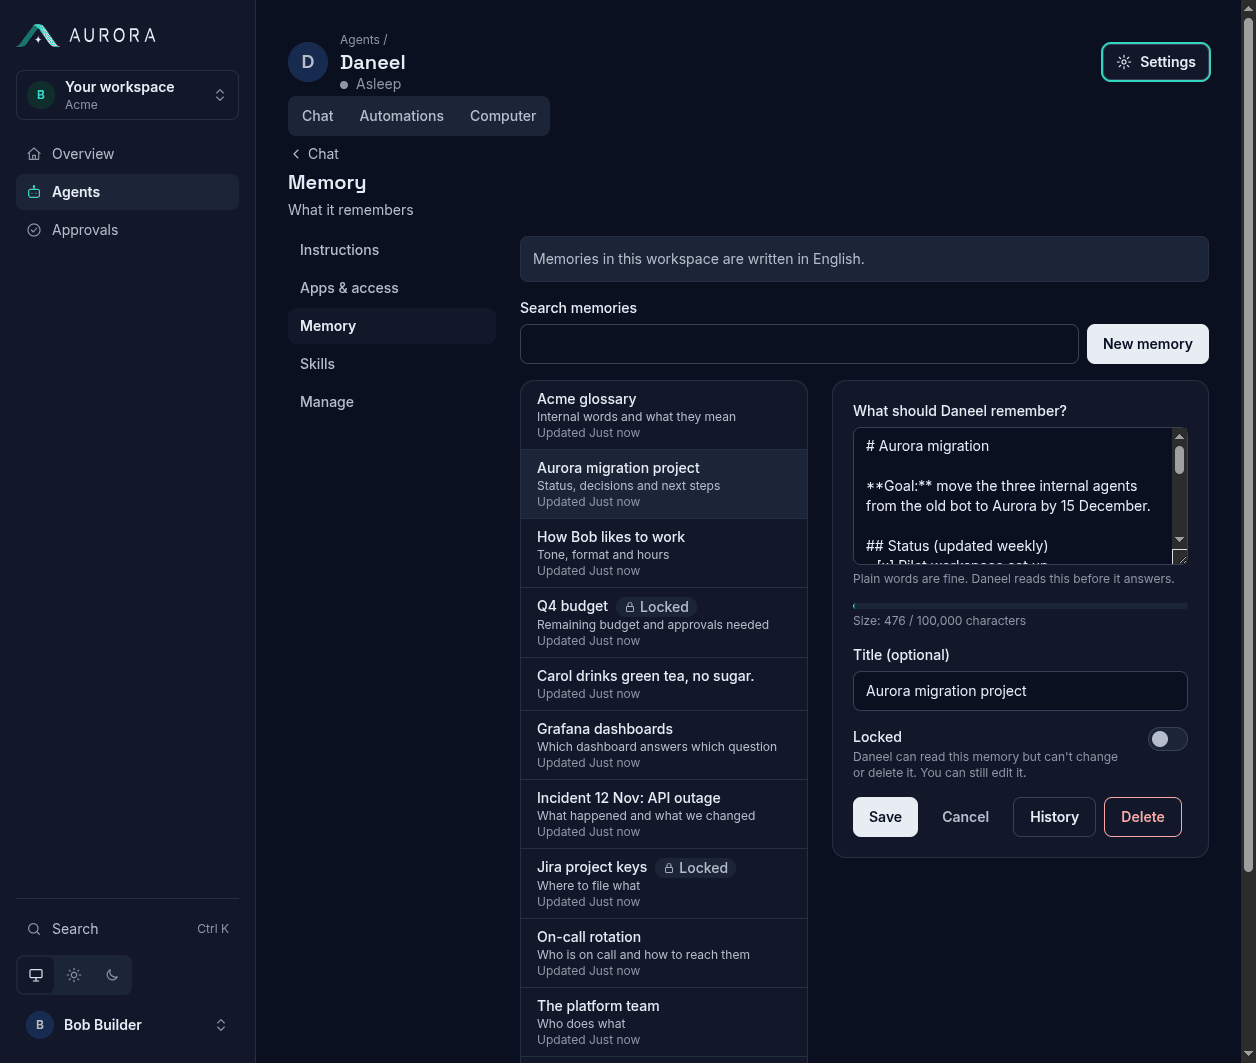 AURORA
B
Your workspace
Acme
Overview
Agents
Approvals
Search
Ctrl K
B
Bob Builder
D
Agents /
Daneel
Asleep
Settings
Chat
Automations
Computer
Chat
Memory
What it remembers
Instructions
Apps & access
Memory
Skills
Manage
Memories in this workspace are written in English.
Search memories
New memory
Acme glossary
Internal words and what they mean
Updated Just now
Aurora migration project
Status, decisions and next steps
Updated Just now
How Bob likes to work
Tone, format and hours
Updated Just now
Q4 budget
Locked
Remaining budget and approvals needed
Updated Just now
Carol drinks green tea, no sugar.
Updated Just now
Grafana dashboards
Which dashboard answers which question
Updated Just now
Incident 12 Nov: API outage
What happened and what we changed
Updated Just now
Jira project keys
Locked
Where to file what
Updated Just now
On-call rotation
Who is on call and how to reach them
Updated Just now
The platform team
Who does what
Updated Just now
What should Daneel remember?
# Aurora migration
**Goal:** move the three internal agents
from the old bot to Aurora by 15 December.
## Status (updated weekly)
- [x] Pilot workspace set up
Plain words are fine. Daneel reads this before it answers.
Size: 476 / 100,000 characters
Title (optional)
Aurora migration project
Locked
Daneel can read this memory but can't change
or delete it. You can still edit it.
Save
Cancel
History
Delete